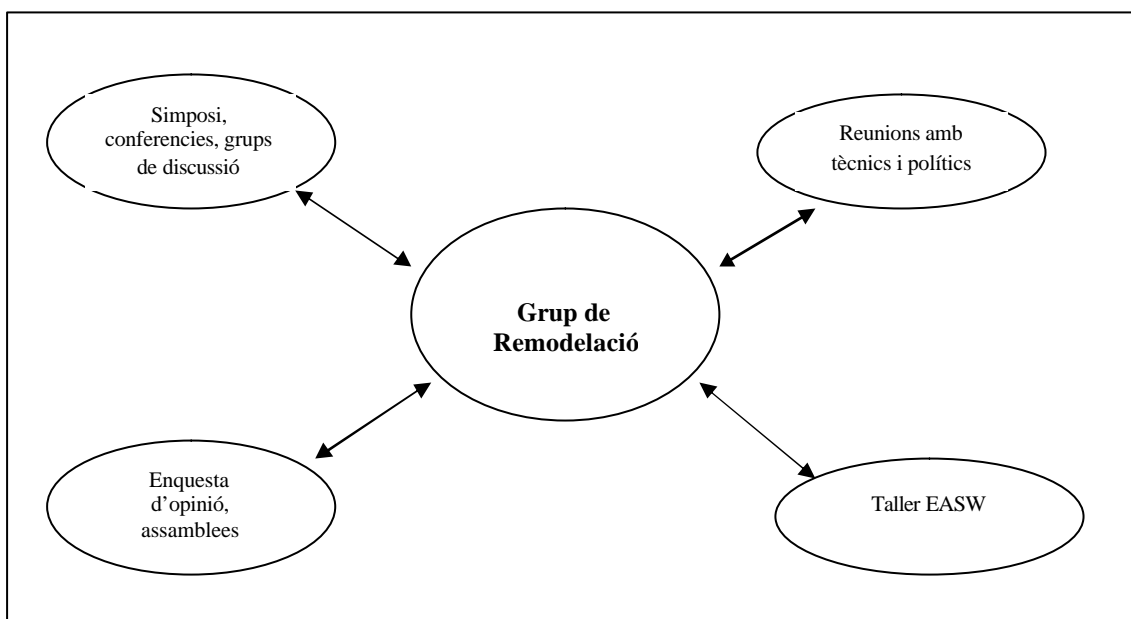 Simposi,
conferencies, grups
de discussió
Reunions amb
tècnics i polítics
Grup de
Remodelació
Enquesta
d’opinió,
assamblees
Taller EASW